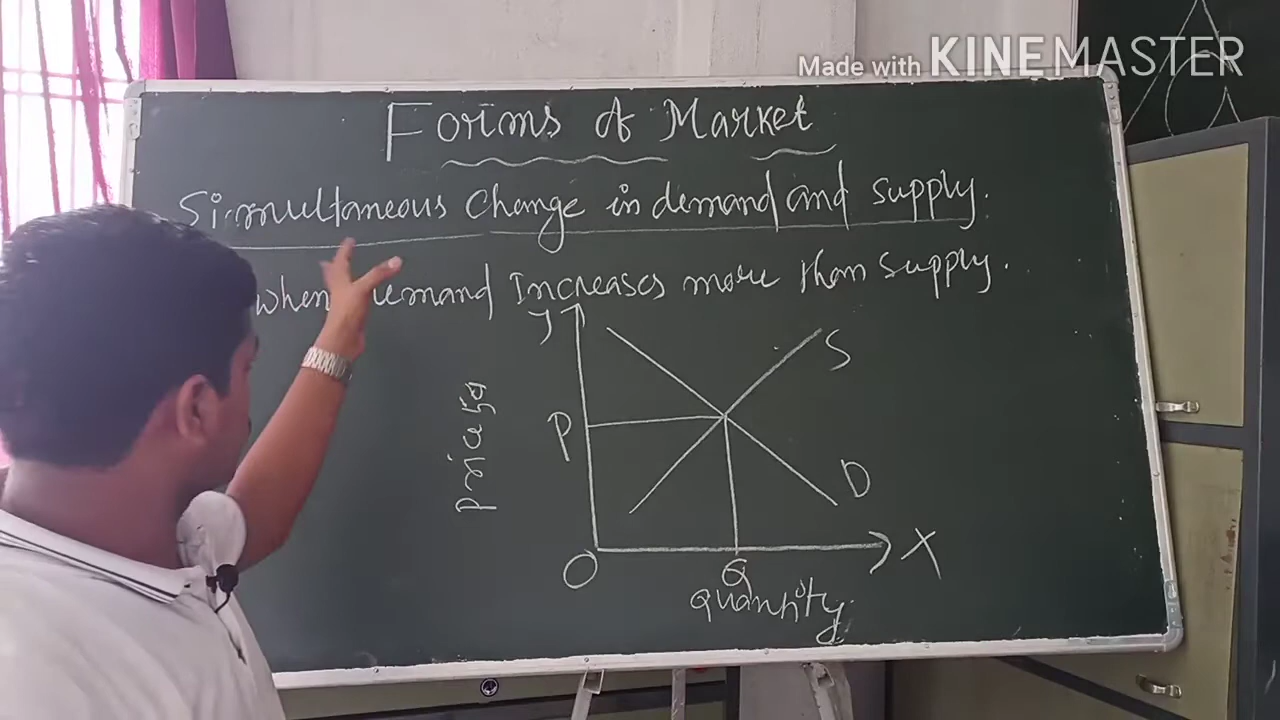 Made with KINEMASTER
Forms of Market
Simultaneous change in demand and supply.
when demand Increases more than supply.
Y
S
P
price
D
O
Q
X
quantity